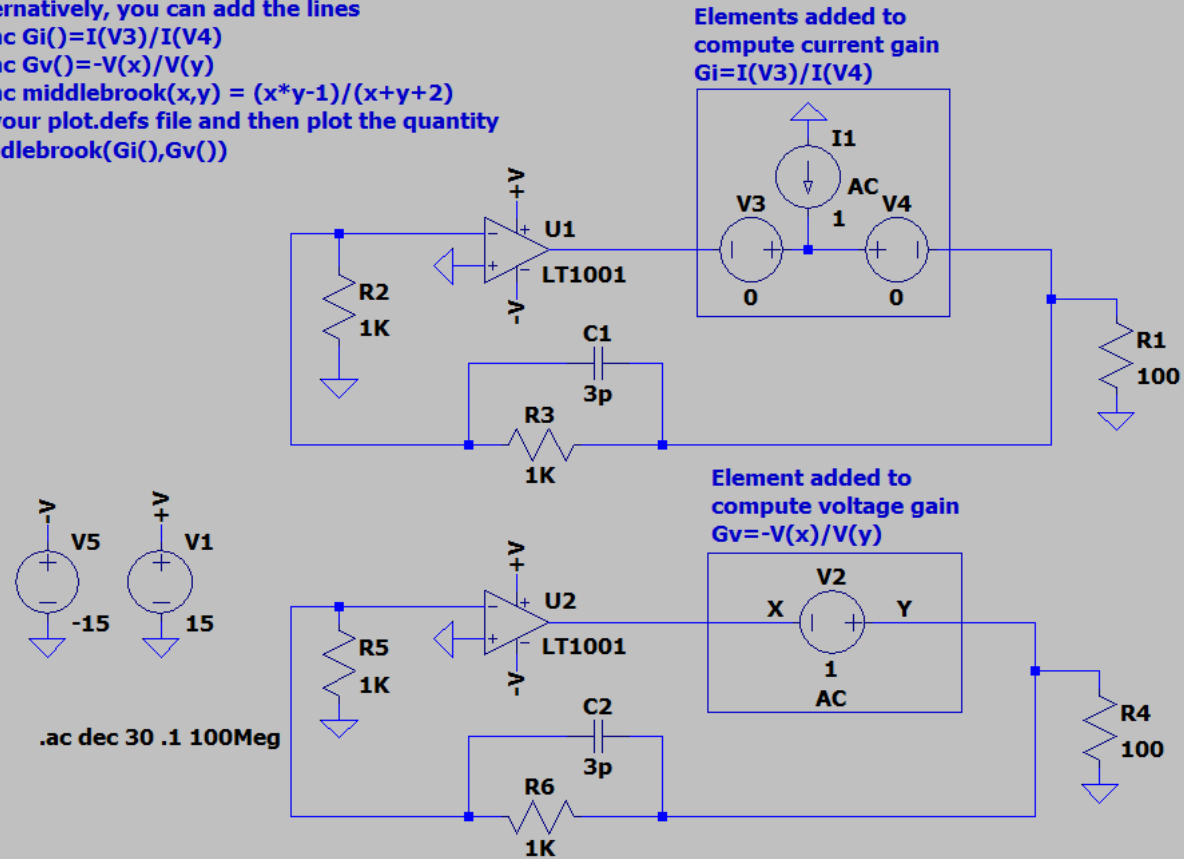 ernatively, you can add the lines
nc Gi()=I(V3)/I(V4)
nc Gv()=-V(x)/V(y)
nc middlebrook(x,y) = (x*y-1)/(x+y+2)
your plot.defs file and then plot the quantity
dlebrook(Gi(),Gv())
Elements added to
compute current gain
Gi=I(V3)/I(V4)
I1
AC
1
V3
V4
0
0
+V
U1
LT1001
-V
R2
1K
C1
3p
R3
1K
R1
100
Element added to
compute voltage gain
Gv=-V(x)/V(y)
V2
X
Y
1
AC
-V
V5
-15
+V
V1
15
+V
U2
LT1001
-V
R5
1K
C2
3p
R6
1K
R4
100
.ac dec 30 .1 100Meg